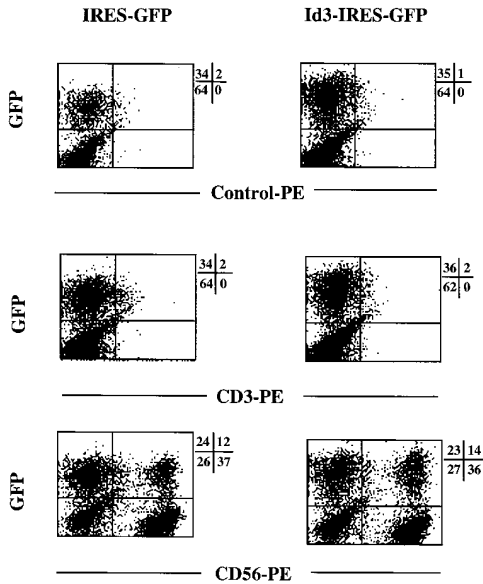 IRES-GFP Id3-IRES-GFP
GFP
34 2
64 0
35 1
64 0
Control-PE
GFP
34 2
64 0
36 2
62 0
CD3-PE
GFP
24 12
26 37
23 14
27 36
CD56-PE